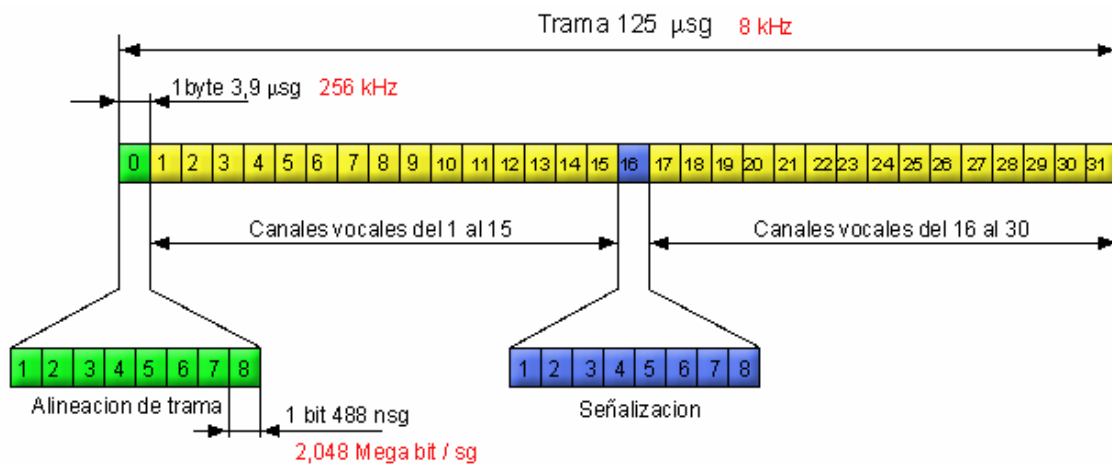 Trama 125 µsg 8 kHz
1byte 3,9 µsg 256 kHz
0 1 2 3 4 5 6 7 8 9 10 11 12 13 14 15 16 17 18 19 20 21 22 23 24 25 26 27 28 29 30 31
Canales vocales del 1 al 15 Canales vocales del 16 al 30
1 2 3 4 5 6 7 8 1 2 3 4 5 6 7 8
Alineacion de trama Señalizacion
1 bit 488 nsg
2,048 Mega bit / sg